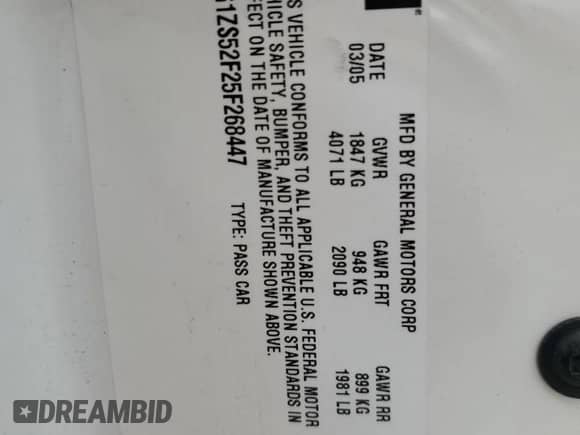 MFD BY GENERAL MOTORS CORP
DATE GVWR GAWR FRT GAWR RR
03/05 1847 KG 948 KG 899 KG
4071 LB 2090 LB 1981 LB
S VEHICLE CONFORMS TO ALL APPLICABLE U.S. FEDERAL MOTOR
HICLE SAFETY, BUMPER, AND THEFT PREVENTION STANDARDS IN
FECT ON THE DATE OF MANUFACTURE SHOWN ABOVE.
1ZS52F25F268447 TYPE: PASS CAR
DREAMBID